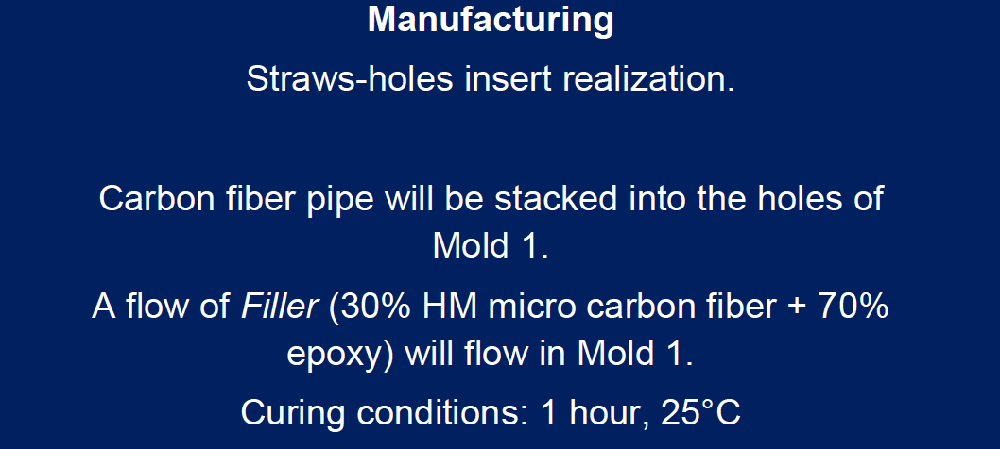 Manufacturing
Straws-holes insert realization.
Carbon fiber pipe will be stacked into the holes of
Mold 1.
A flow of Filler (30% HM micro carbon fiber + 70%
epoxy) will flow in Mold 1.
Curing conditions: 1 hour, 25°C